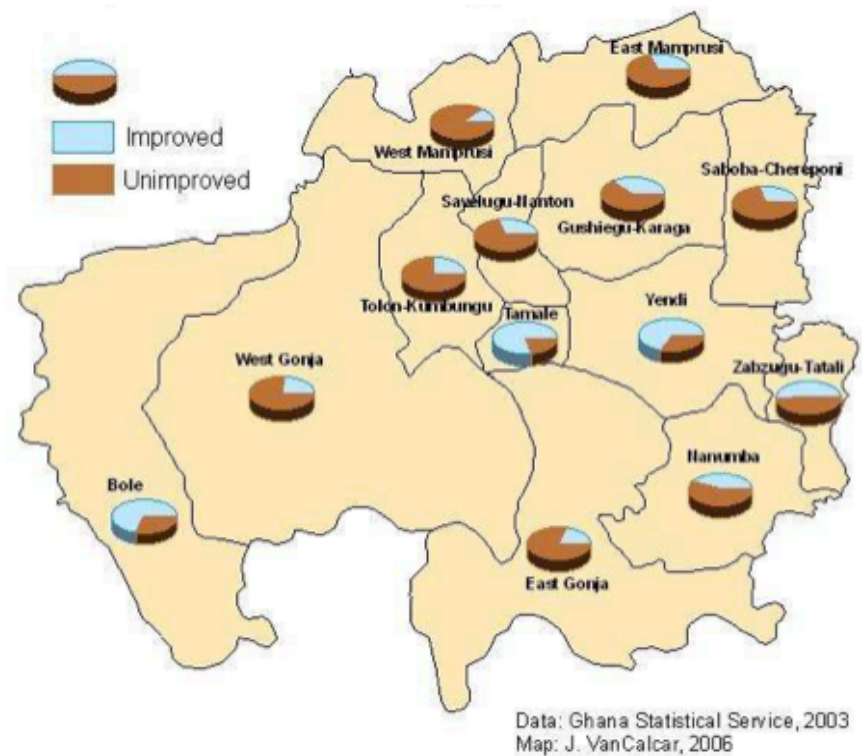 East Mamprusi
Improved
West Mamprusi
Unimproved
Saboba-Chereponi
Savelugu-Nanton
Gushiegu-Karaga
Tolon-Kumbungu
Tamale
Yendi
West Gonja
Zabzugu-Tatali
Nanumba
Bole
East Gonja
Data: Ghana Statistical Service, 2003
Map: J. VanCalcar, 2006